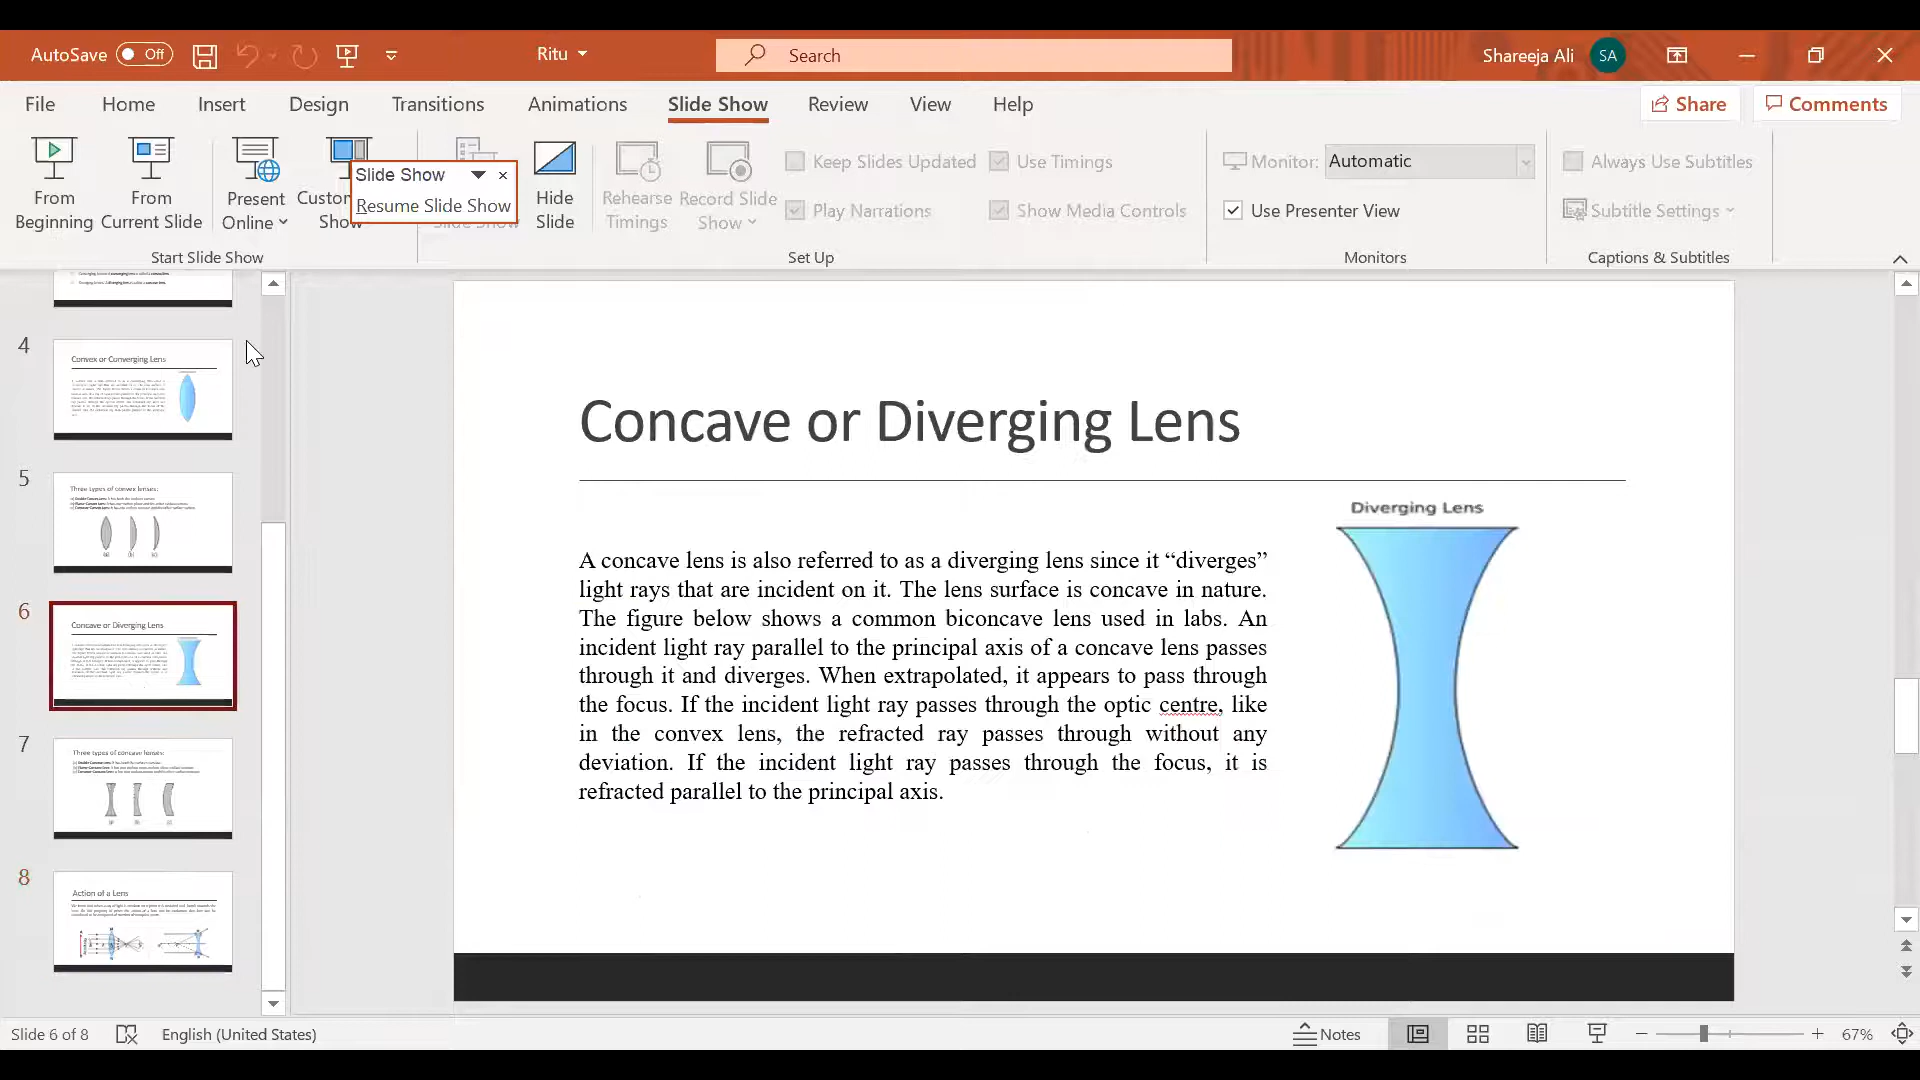 AutoSave Off Ritu Search Shareeja Ali SA
File Home Insert Design Transitions Animations Slide Show Review View Help Share Comments
From Beginning
From Current Slide
Present Online
Custom Show
Slide Show
Resume Slide Show
Slide Show
Hide Slide
Rehearse Timings
Record Slide Show
Keep Slides Updated
Play Narrations
Use Timings
Show Media Controls
Monitor: Automatic
Use Presenter View
Always Use Subtitles
Subtitle Settings
Start Slide Show Set Up Monitors Captions & Subtitles
4
Convex or Converging Lens
5
Three types of convex lenses:
6
Concave or Diverging Lens
7
Three types of concave lenses:
8
Action of a Lens
Concave or Diverging Lens
Diverging Lens
A concave lens is also referred to as a diverging lens since it “diverges”
light rays that are incident on it. The lens surface is concave in nature.
The figure below shows a common biconcave lens used in labs. An
incident light ray parallel to the principal axis of a concave lens passes
through it and diverges. When extrapolated, it appears to pass through
the focus. If the incident light ray passes through the optic centre, like
in the convex lens, the refracted ray passes through without any
deviation. If the incident light ray passes through the focus, it is
refracted parallel to the principal axis.
Slide 6 of 8 English (United States) Notes 67%